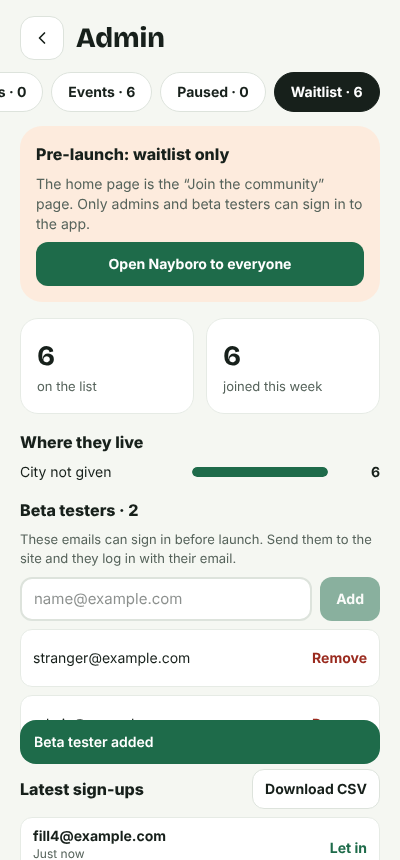 Admin
s · 0
Events · 6
Paused · 0
Waitlist · 6
Pre-launch: waitlist only
The home page is the “Join the community”
page. Only admins and beta testers can sign in to
the app.
Open Nayboro to everyone
6
on the list
6
joined this week
Where they live
City not given
6
Beta testers · 2
These emails can sign in before launch. Send them to the
site and they log in with their email.
name@example.com
Add
stranger@example.com
Remove
Beta tester added
Latest sign-ups
Download CSV
fill4@example.com
Just now
Let in